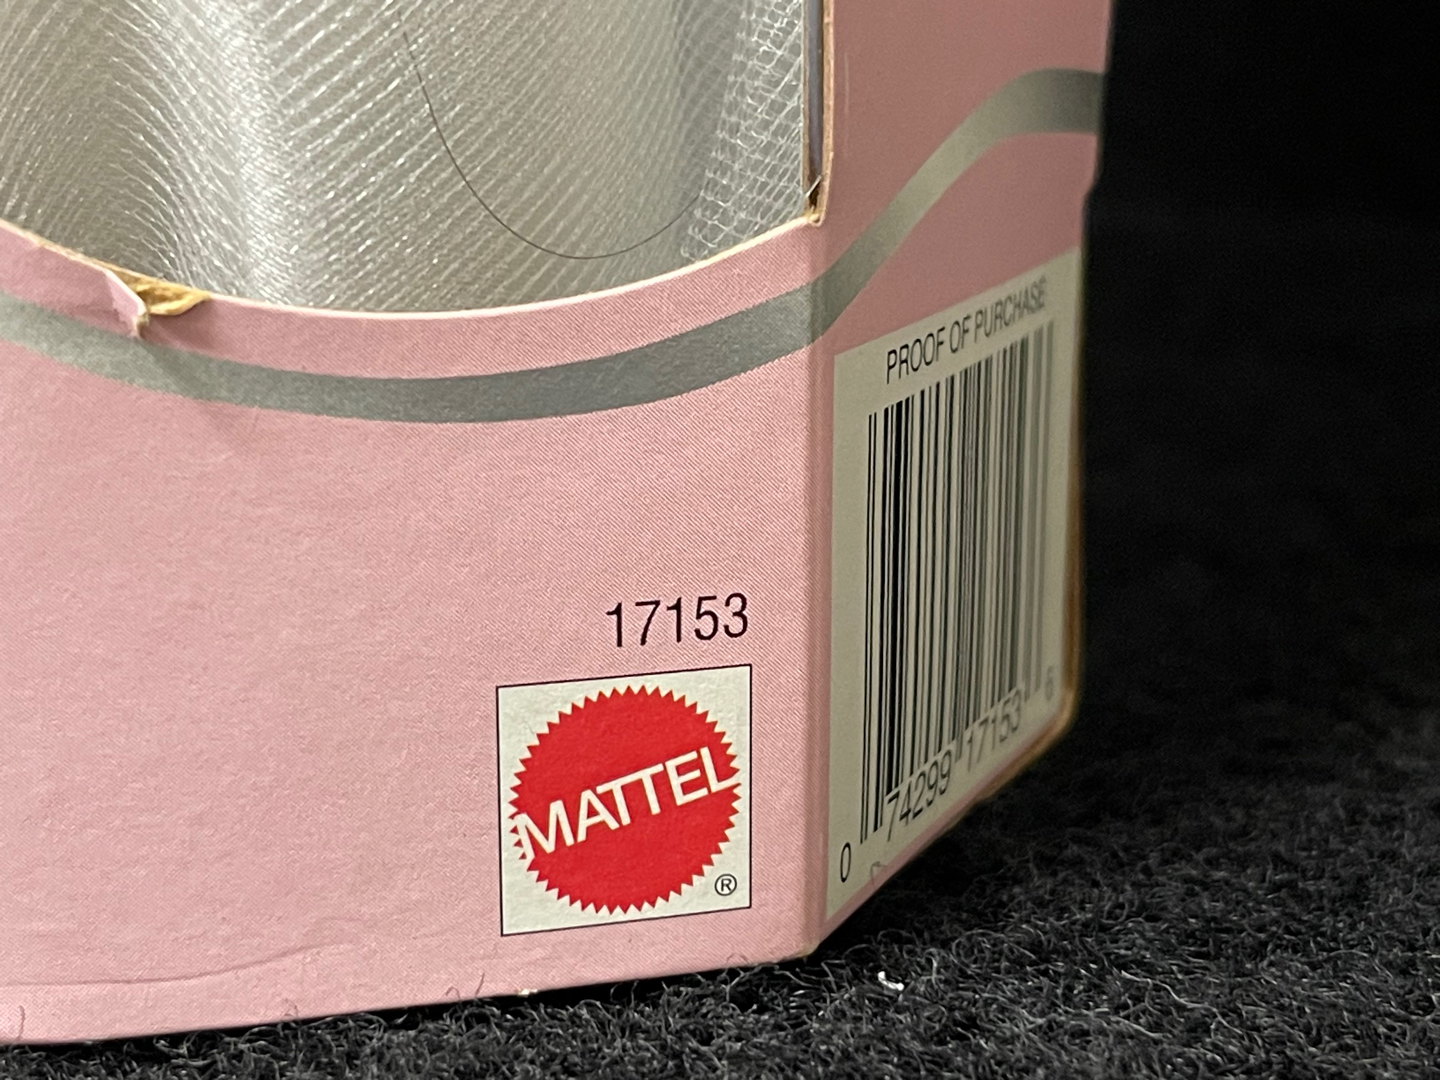 PROOF OF PURCHASE
17153
MATTEL
®
0 74299 17153 6